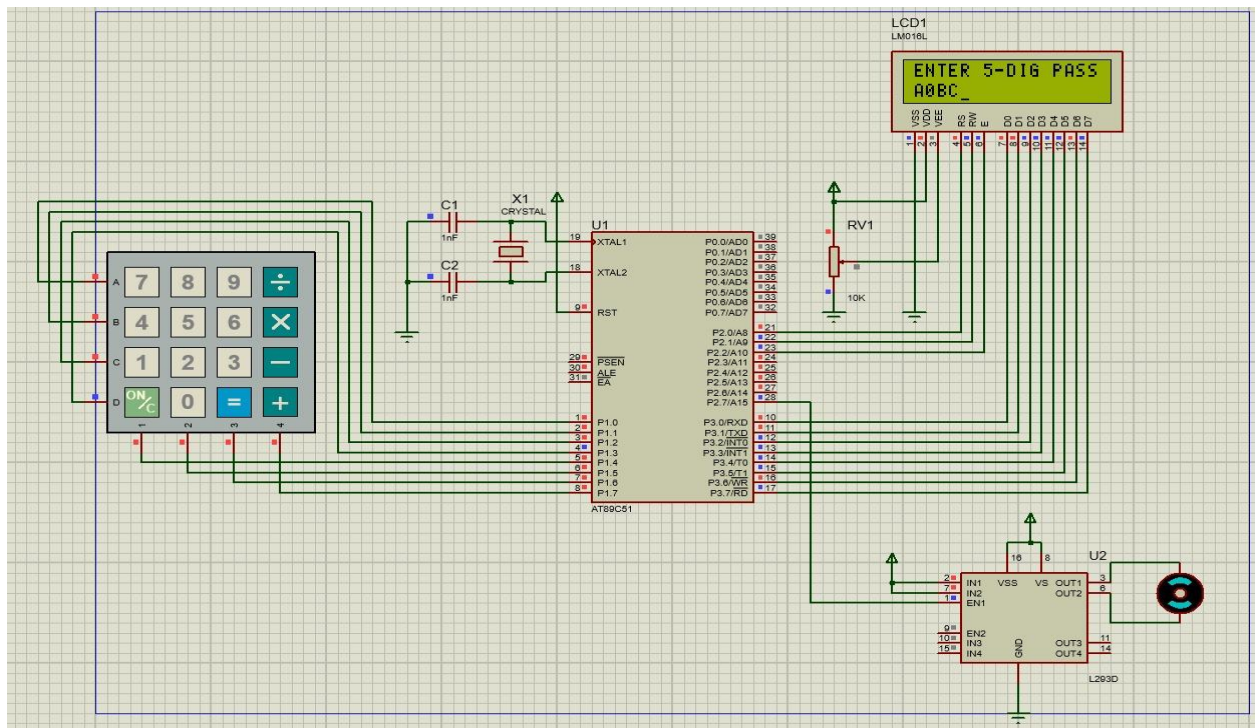 LCD1
LM016L
ENTER 5-DIG PASS
A0BC_
VSS VDD VEE RS RW E D0 D1 D2 D3 D4 D5 D6 D7
1 2 3 4 5 6 7 8 9 10 11 12 13 14
C1
1nF
X1
CRYSTAL
C2
1nF
RV1
10K
A 7 8 9 ÷
B 4 5 6 ×
C 1 2 3 −
D ON/C 0 = +
1 2 3 4
U1
19 XTAL1
18 XTAL2
9 RST
29 PSEN
30 ALE
31 EA
1 P1.0
2 P1.1
3 P1.2
4 P1.3
5 P1.4
6 P1.5
7 P1.6
8 P1.7
P0.0/AD0 39
P0.1/AD1 38
P0.2/AD2 37
P0.3/AD3 36
P0.4/AD4 35
P0.5/AD5 34
P0.6/AD6 33
P0.7/AD7 32
P2.0/A8 21
P2.1/A9 22
P2.2/A10 23
P2.3/A11 24
P2.4/A12 25
P2.5/A13 26
P2.6/A14 27
P2.7/A15 28
P3.0/RXD 10
P3.1/TXD 11
P3.2/INT0 12
P3.3/INT1 13
P3.4/T0 14
P3.5/T1 15
P3.6/WR 16
P3.7/RD 17
AT89C51
U2
16 8
VSS VS
2 IN1
7 IN2
1 EN1
9 EN2
10 IN3
15 IN4
OUT1 3
OUT2 6
OUT3 11
OUT4 14
GND
L293D